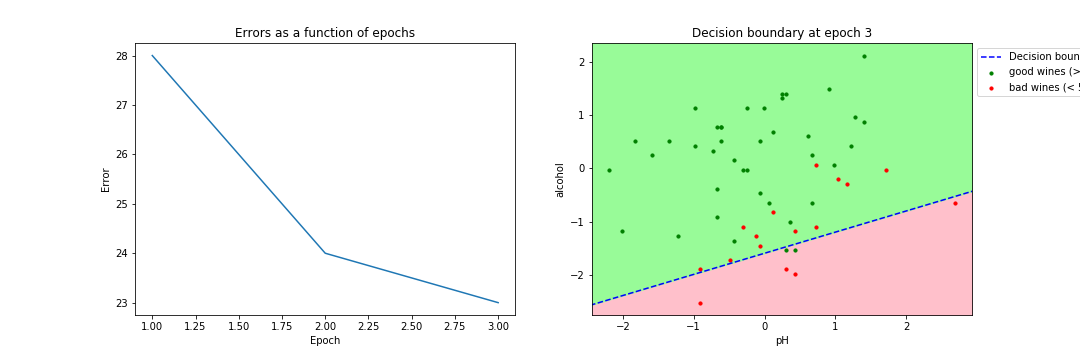 Errors as a function of epochs
28
27
26
25
24
23
Error
1.00 1.25 1.50 1.75 2.00 2.25 2.50 2.75 3.00
Epoch
Decision boundary at epoch 3
2
1
0
−1
−2
alcohol
−2 −1 0 1 2
pH
Decision boun
good wines (>
bad wines (<